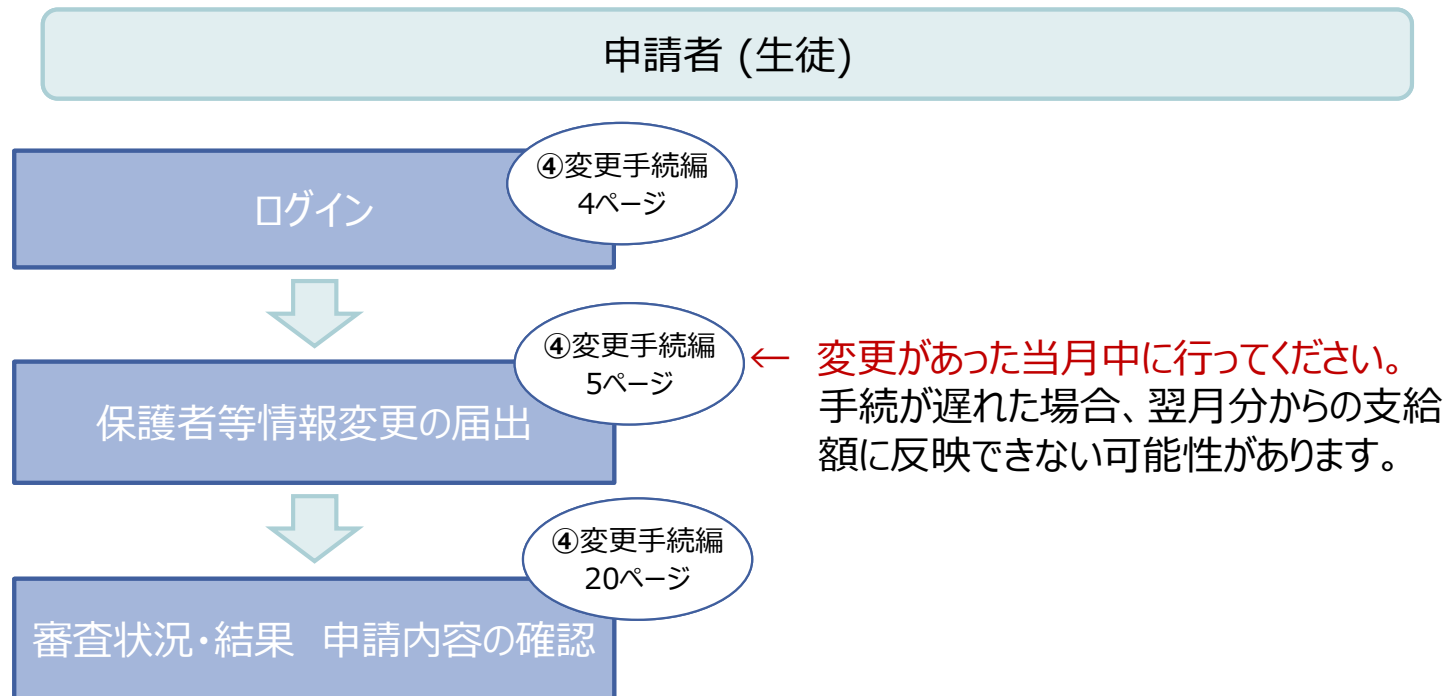 申請者 (生徒)
④変更手続編
4ページ
ログイン
④変更手続編
5ページ
← 変更があった当月中に行ってください。
手続が遅れた場合、翌月分からの支給
額に反映できない可能性があります。
保護者等情報変更の届出
④変更手続編
20ページ
審査状況・結果　申請内容の確認